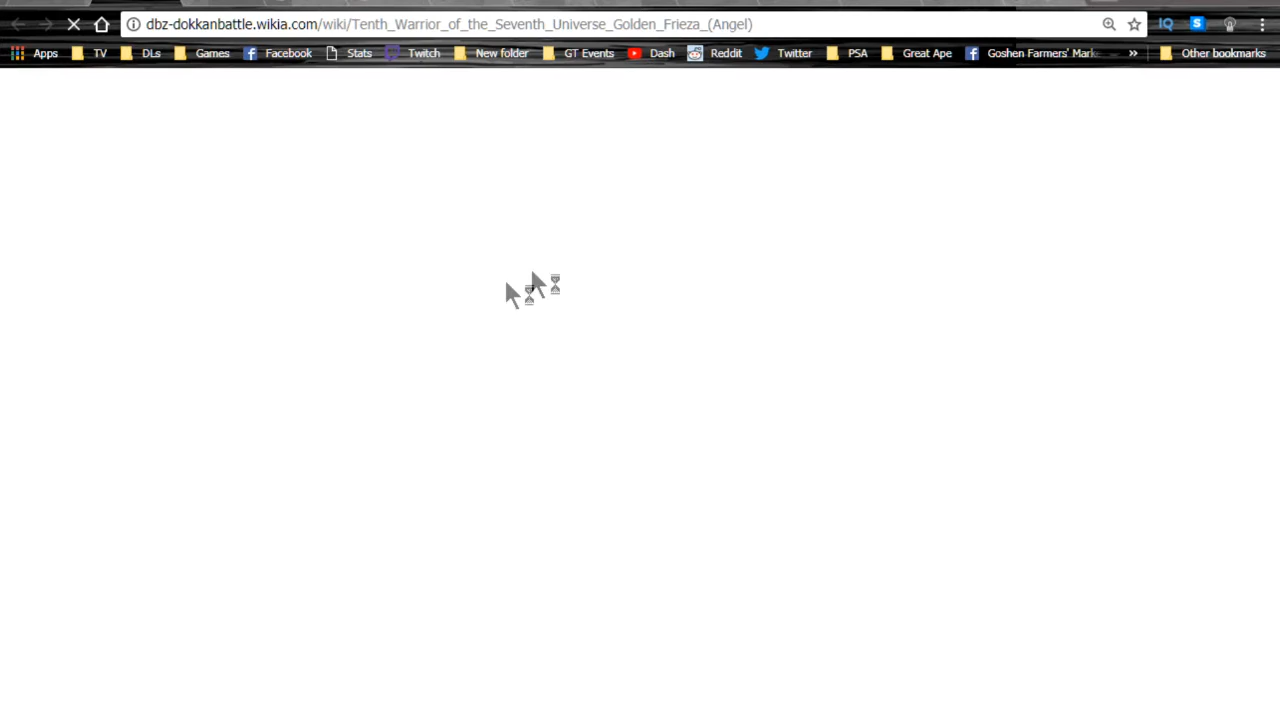 dbz-dokkanbattle.wikia.com/wiki/Tenth_Warrior_of_the_Seventh_Universe_Golden_Frieza_(Angel)
IQ S
Apps TV DLs Games Facebook Stats Twitch New folder GT Events Dash Reddit Twitter PSA Great Ape Goshen Farmers' Mark » Other bookmarks